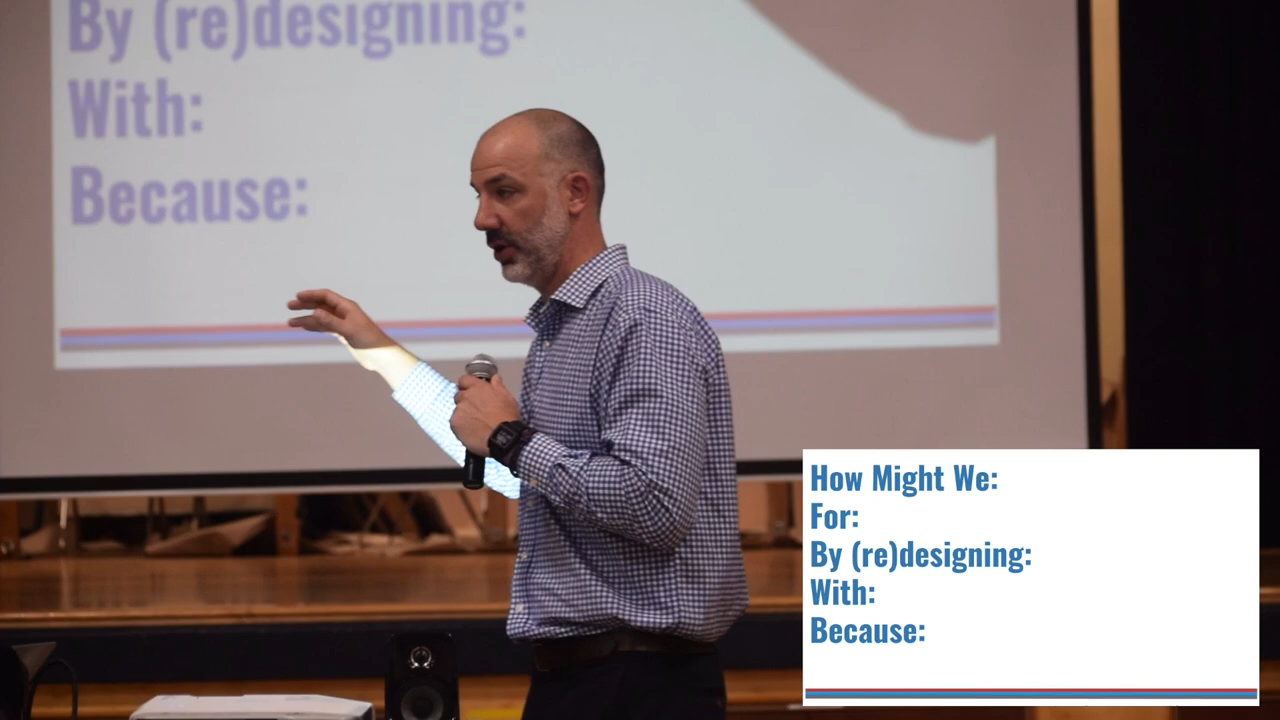 By (re)designing:
With:
Because:
How Might We:
For:
By (re)designing:
With:
Because: